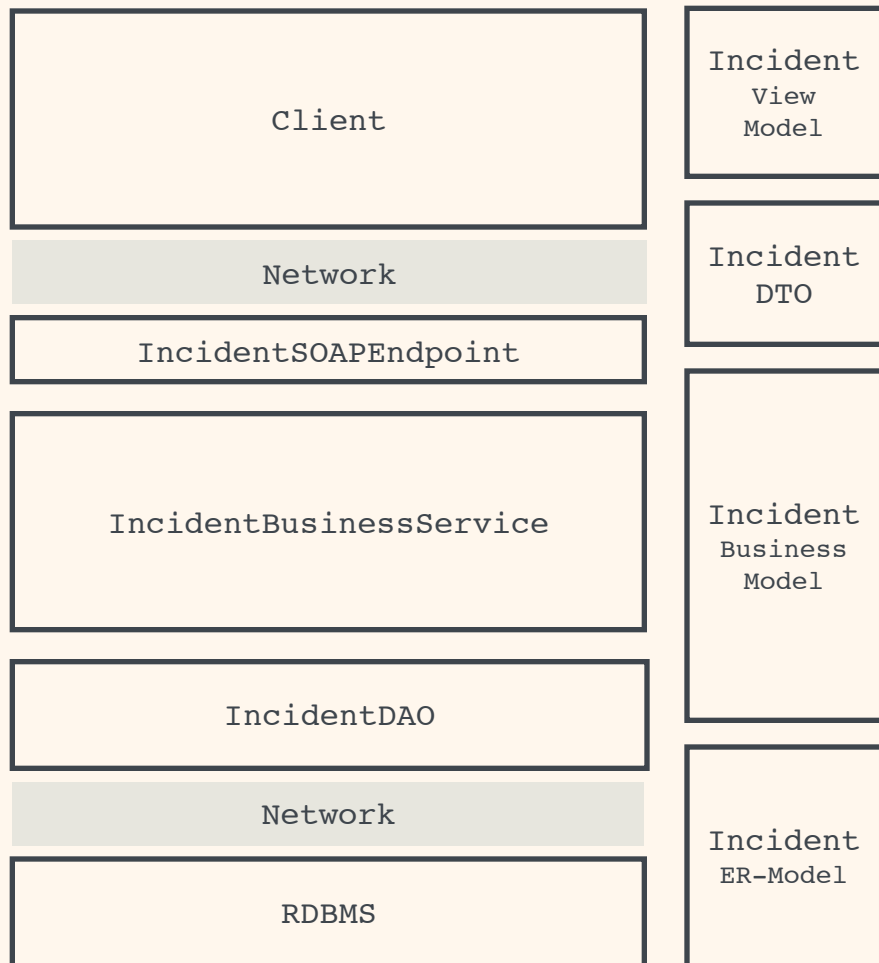 Client
Network
IncidentSOAPEndpoint
IncidentBusinessService
IncidentDAO
Network
RDBMS
Incident
View
Model
Incident
DTO
Incident
Business
Model
Incident
ER-Model